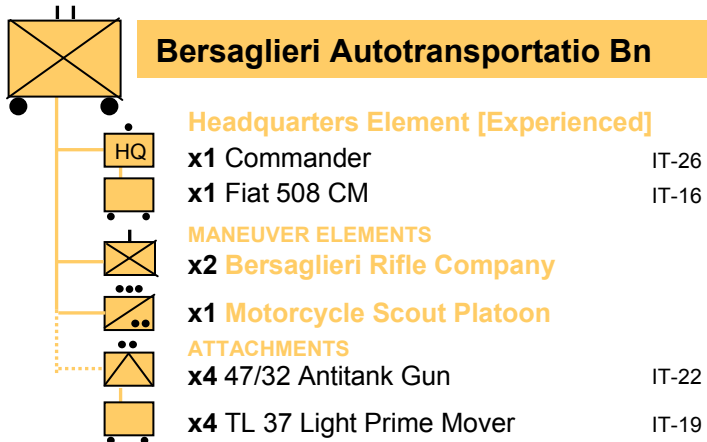 Bersaglieri Autotransportatio Bn
Headquarters Element [Experienced]
HQ
x1 Commander IT-26
x1 Fiat 508 CM IT-16
MANEUVER ELEMENTS
x2 Bersaglieri Rifle Company
x1 Motorcycle Scout Platoon
ATTACHMENTS
x4 47/32 Antitank Gun IT-22
x4 TL 37 Light Prime Mover IT-19